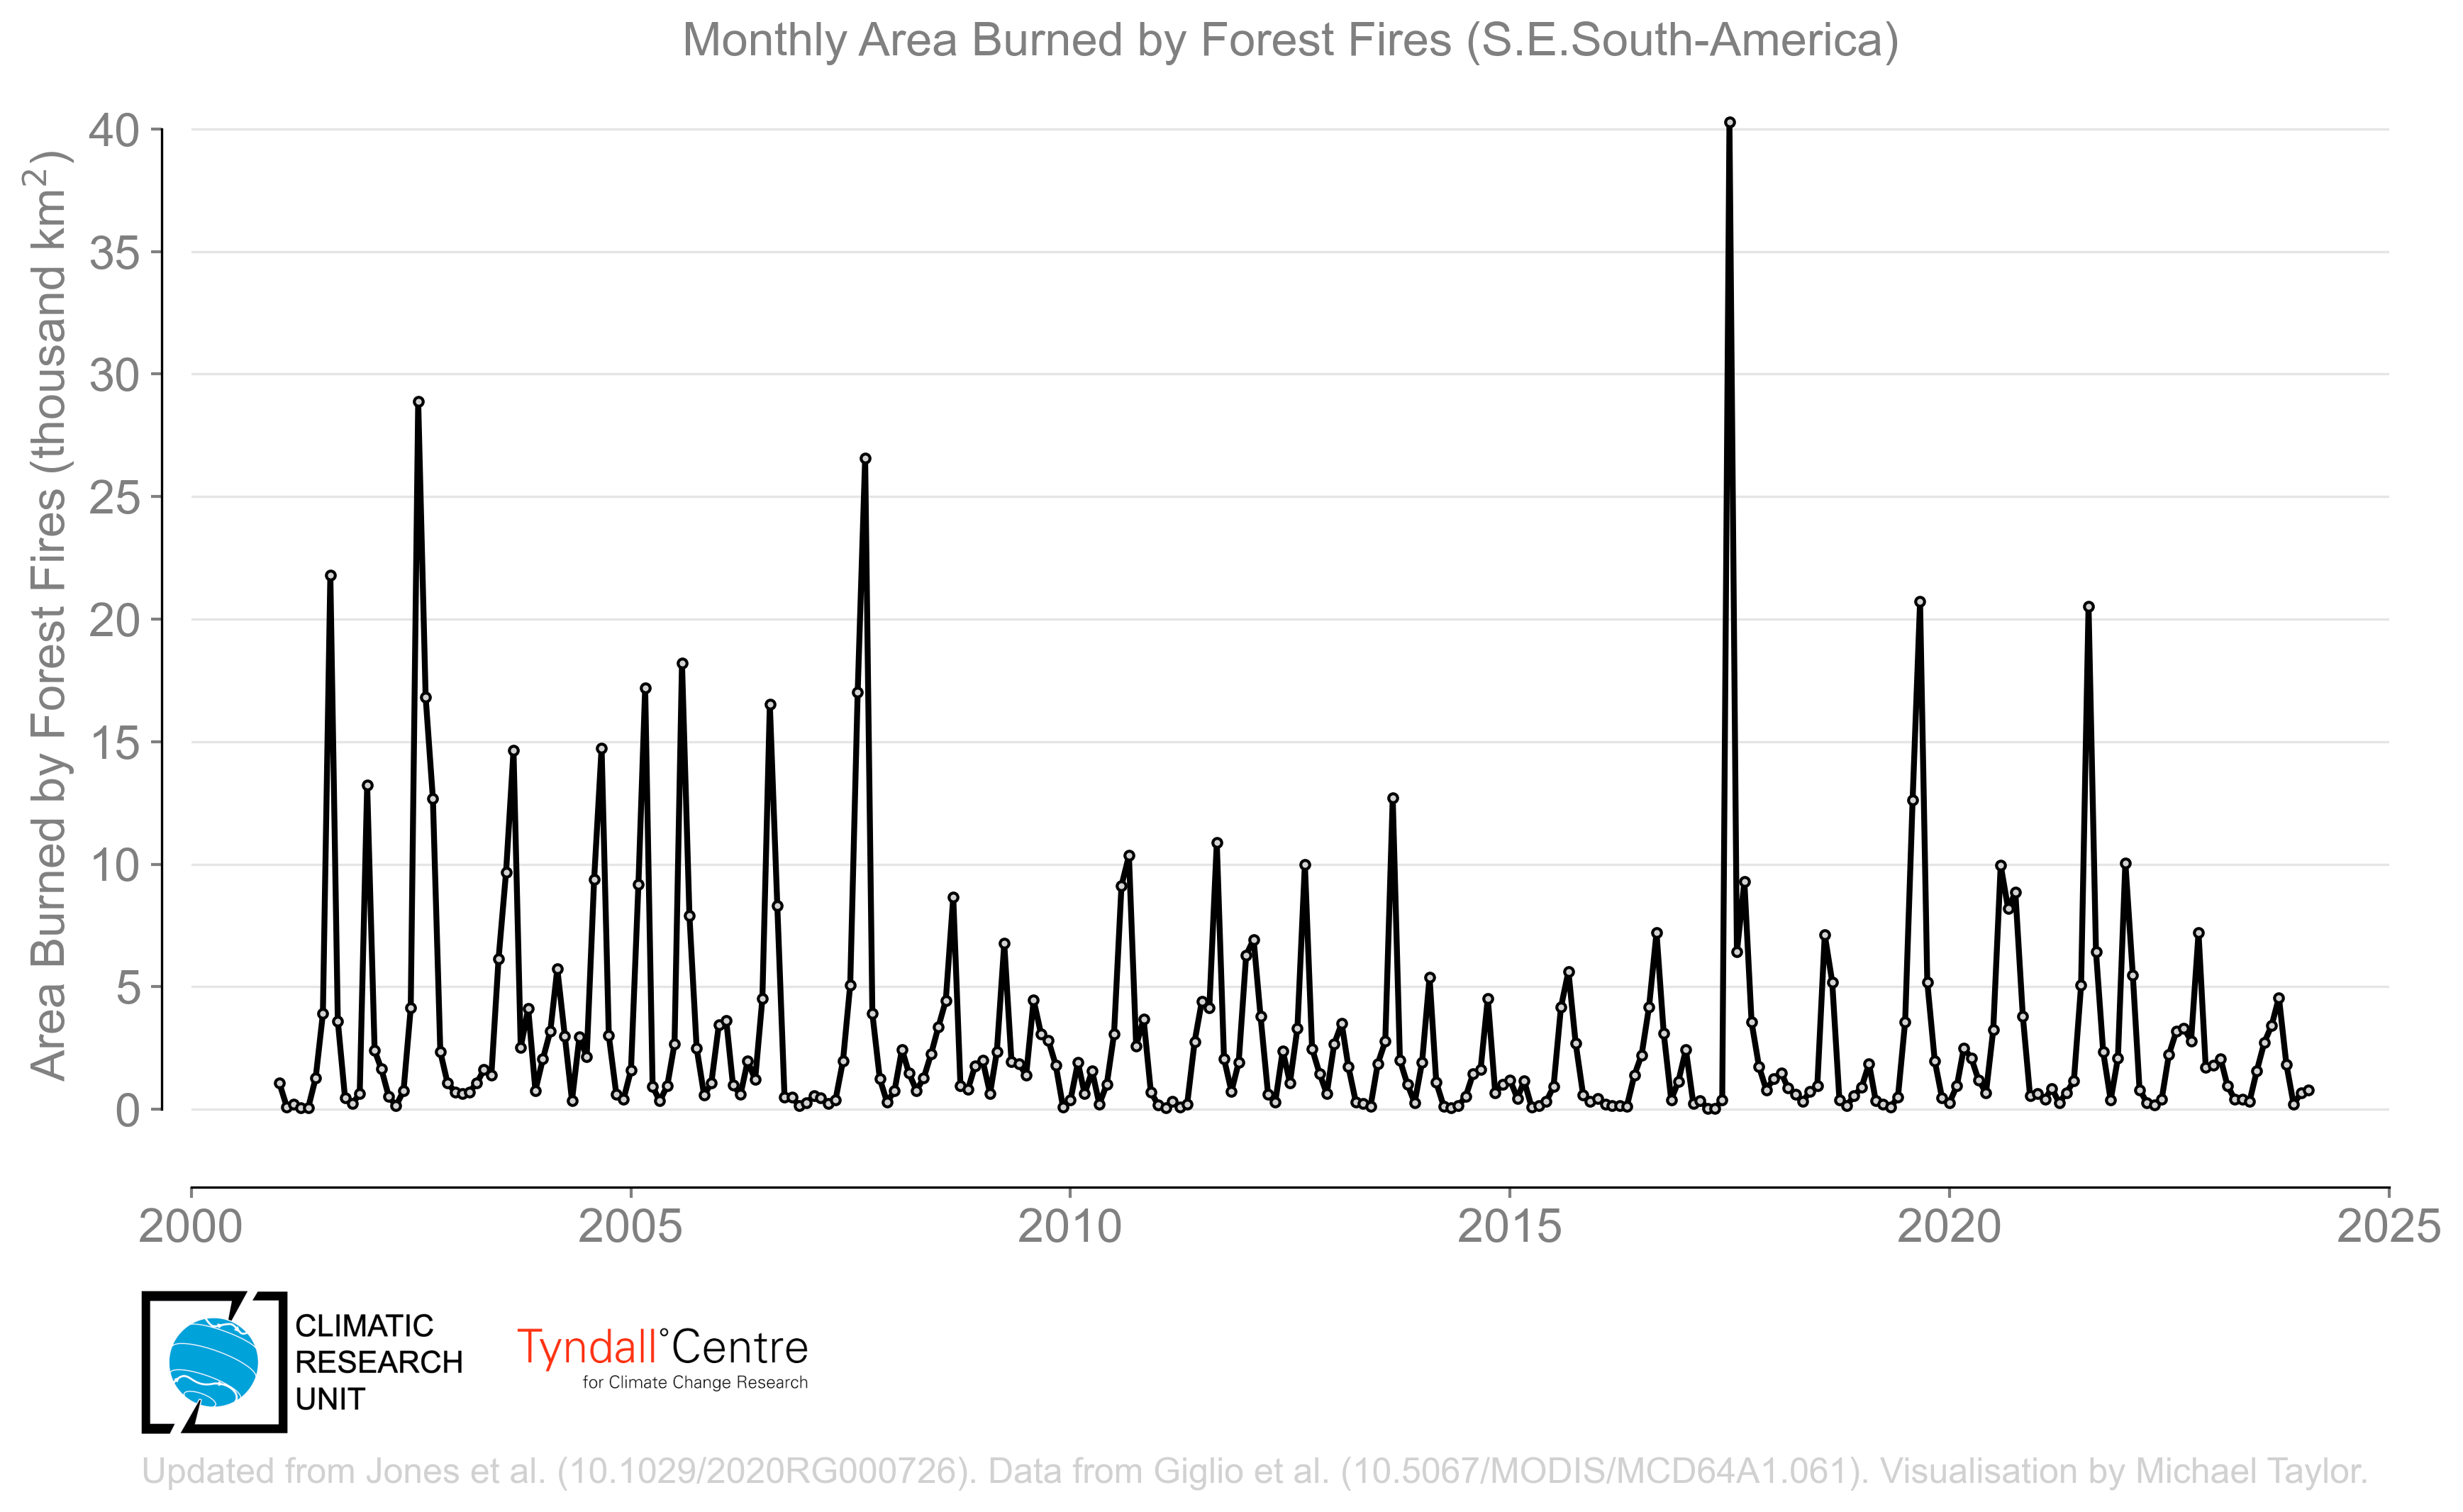 Monthly Area Burned by Forest Fires (S.E.South-America)
Area Burned by Forest Fires (thousand km²)
40
35
30
25
20
15
10
5
0
2000 2005 2010 2015 2020 2025
CLIMATIC
RESEARCH
UNIT
Tyndall°Centre
for Climate Change Research
Updated from Jones et al. (10.1029/2020RG000726). Data from Giglio et al. (10.5067/MODIS/MCD64A1.061). Visualisation by Michael Taylor.